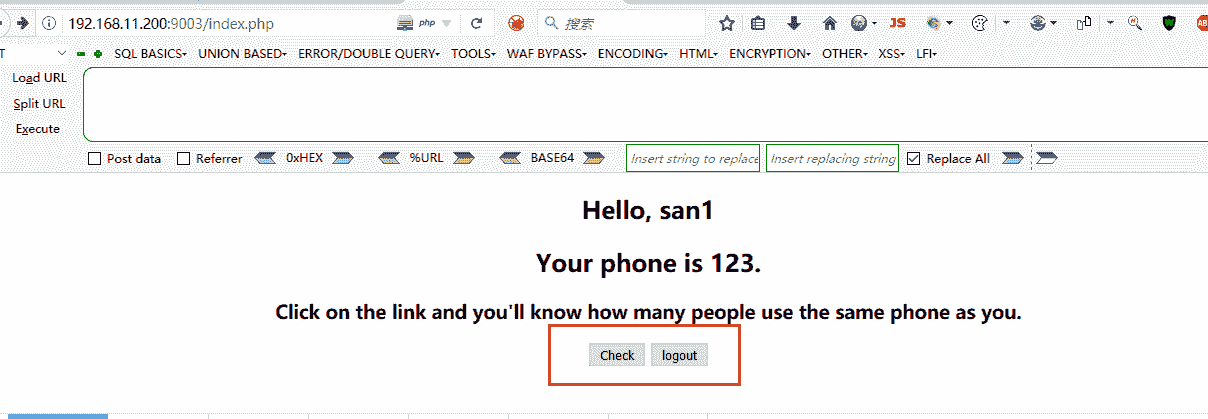 192.168.11.200:9003/index.php php 搜索 JS AB
T SQL BASICS UNION BASED ERROR/DOUBLE QUERY TOOLS WAF BYPASS ENCODING HTML ENCRYPTION OTHER XSS LFI
Load URL
Split URL
Execute
Post data Referrer 0xHEX %URL BASE64 Insert string to replace Insert replacing string Replace All
Hello, san1
Your phone is 123.
Click on the link and you'll know how many people use the same phone as you.
Check logout